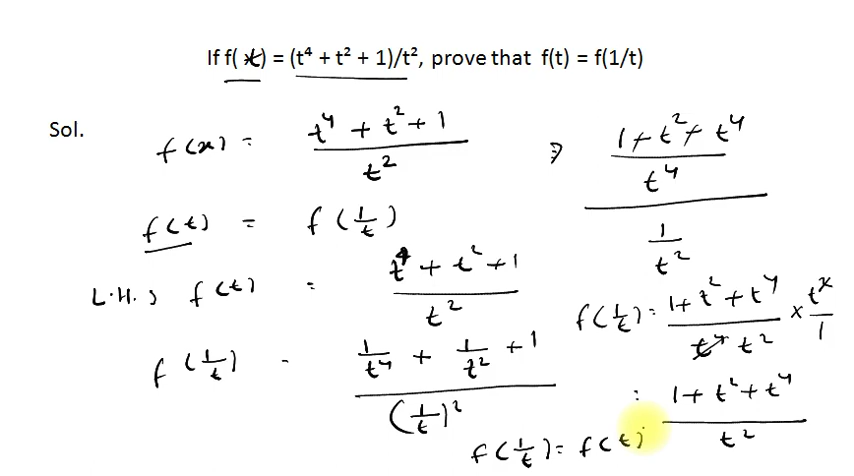 If f( t) = (t⁴ + t² + 1)/t², prove that f(t) = f(1/t)
Sol.
f(x) = (t⁴ + t² + 1)/t²
f(t) = f(1/t)
L.H.S f(t) = (t⁴ + t² + 1)/t²
f(1/t) = (1/t⁴ + 1/t² + 1)/(1/t)²
⇒ ((1 + t² + t⁴)/t⁴)/(1/t²)
f(1/t) = (1 + t² + t⁴)/(t⁴ t²) × t²/1
= (1 + t² + t⁴)/t²
f(1/t) = f(t)